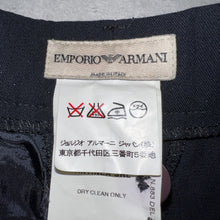 EMPORIO ARMANI
MADE IN ITALY
ジョルジオ アルマーニ ジャパン(株)
東京都千代田区三番町5番地
DRY CLEAN ONLY